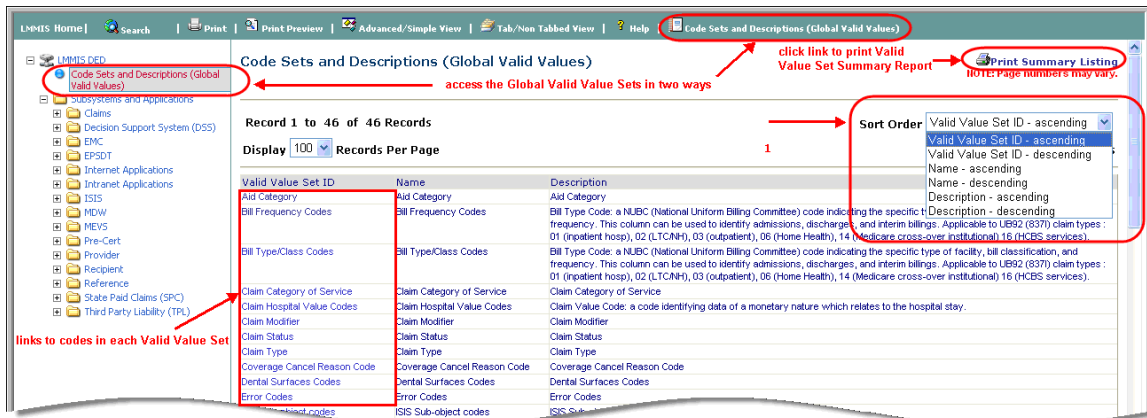 LMMIS Home| Search | Print | Print Preview | Advanced/Simple View | Tab/Non Tabbed View | Help | Code Sets and Descriptions (Global Valid Values)
LMMIS DED
Code Sets and Descriptions (Global
Valid Values)
Subsystems and Applications
Claims
Decision Support System (DSS)
EMC
EPSDT
Internet Applications
Intranet Applications
ISIS
MDW
MEVS
Pre-Cert
Provider
Recipient
Reference
State Paid Claims (SPC)
Third Party Liability (TPL)
links to codes in each Valid Value Set
Code Sets and Descriptions (Global Valid Values)
click link to print Valid
Value Set Summary Report
Print Summary Listing
NOTE: Page numbers may vary.
access the Global Valid Value Sets in two ways
Record 1 to 46 of 46 Records
Sort Order Valid Value Set ID - ascending
Display 100 Records Per Page
1
Valid Value Set ID - ascending
Valid Value Set ID - descending
Name - ascending
Name - descending
Description - ascending
Description - descending
Valid Value Set ID Name Description
Aid Category Aid Category Aid Category
Bill Frequency Codes Bill Frequency Codes Bill Type Code: a NUBC (National Uniform Billing Committee) code indicating the specific
frequency. This column can be used to identify admissions, discharges, and interim billings. Applicable to UB92 (837I) claim types :
01 (inpatient hosp), 02 (LTC/NH), 03 (outpatient), 06 (Home Health), 14 (Medicare cross-over institutional) 16 (HCBS services).
Bill Type/Class Codes Bill Type/Class Codes Bill Type Code: a NUBC (National Uniform Billing Committee) code indicating the specific type of facility, bill classification, and
frequency. This column can be used to identify admissions, discharges, and interim billings. Applicable to UB92 (837I) claim types :
01 (inpatient hosp), 02 (LTC/NH), 03 (outpatient), 06 (Home Health), 14 (Medicare cross-over institutional) 16 (HCBS services).
Claim Category of Service Claim Category of Service Claim Category of Service
Claim Hospital Value Codes Claim Hospital Value Codes Claim Value Code: a code identifying data of a monetary nature which relates to the hospital stay.
Claim Modifier Claim Modifier Claim Modifier
Claim Status Claim Status Claim Status
Claim Type Claim Type Claim Type
Coverage Cancel Reason Code Coverage Cancel Reason Code Coverage Cancel Reason Code
Dental Surfaces Codes Dental Surfaces Codes Dental Surfaces Codes
Error Codes Error Codes Error Codes
codes ISIS Sub-object codes ISIS